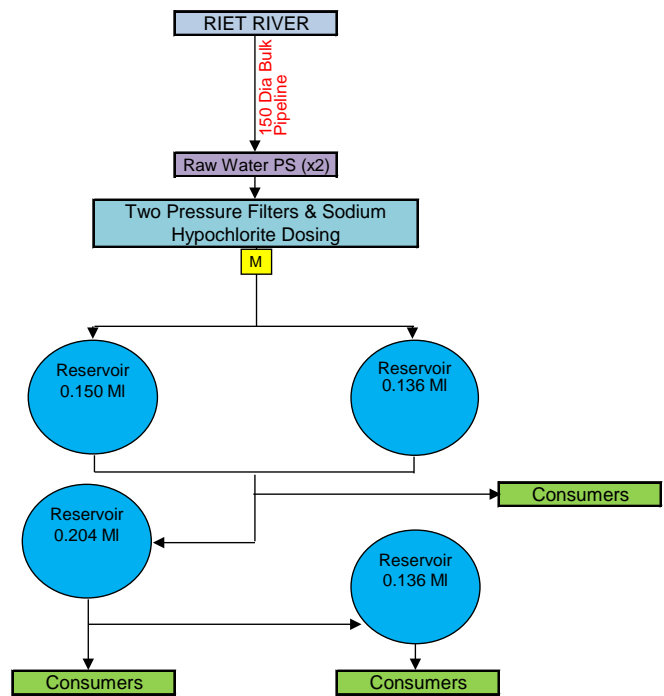 RIET RIVER
150 Dia Bulk
Pipeline
Raw Water PS (x2)
Two Pressure Filters & Sodium
Hypochlorite Dosing
M
Reservoir
0.150 Ml
Reservoir
0.136 Ml
Consumers
Reservoir
0.204 Ml
Reservoir
0.136 Ml
Consumers
Consumers